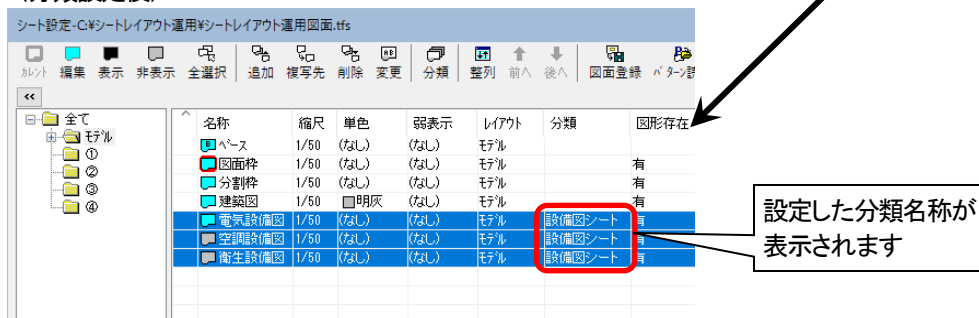 シート設定-C:¥シートレイアウト運用¥シートレイアウト運用図面.tfs
ｶﾚﾝﾄ 編集 表示 非表示 全選択 追加 複写先 削除 変更 分類 整列 前へ 後へ 図面登録
<<
全て
ﾓﾃﾞﾙ
①
②
③
④
名称 縮尺 単色 弱表示 ﾚｲｱｳﾄ 分類 図形存在
ﾍﾞｰｽ 1/50 (なし) (なし) ﾓﾃﾞﾙ
図面枠 1/50 (なし) (なし) ﾓﾃﾞﾙ 有
分割枠 1/50 (なし) (なし) ﾓﾃﾞﾙ 有
建築図 1/50 明灰 (なし) ﾓﾃﾞﾙ 有
電気設備図 1/50 (なし) (なし) ﾓﾃﾞﾙ 設備図シート 有
空調設備図 1/50 (なし) (なし) ﾓﾃﾞﾙ 設備図シート 有
衛生設備図 1/50 (なし) (なし) ﾓﾃﾞﾙ 設備図シート 有
設定した分類名称が
表示されます